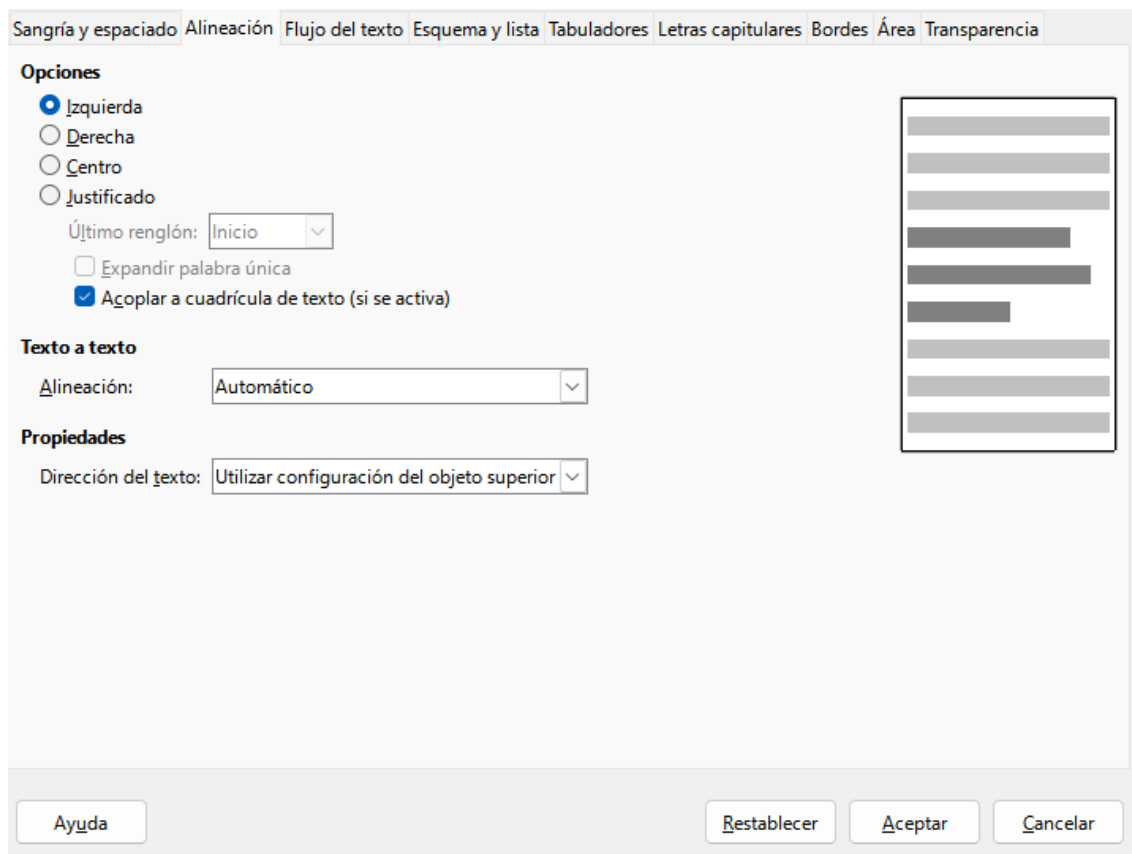 Sangría y espaciado Alineación Flujo del texto Esquema y lista Tabuladores Letras capitulares Bordes Área Transparencia
Opciones
Izquierda
Derecha
Centro
Justificado
Último renglón: Inicio
Expandir palabra única
Acoplar a cuadrícula de texto (si se activa)
Texto a texto
Alineación: Automático
Propiedades
Dirección del texto: Utilizar configuración del objeto superior
Ayuda Restablecer Aceptar Cancelar